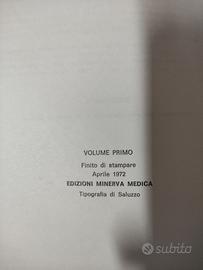 VOLUME PRIMO
Finito di stampare
Aprile 1972
EDIZIONI MINERVA MEDICA
Tipografia di Saluzzo
subito